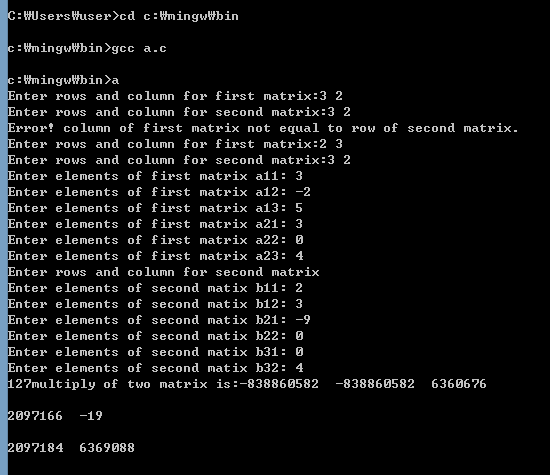 C:₩Users₩user>cd c:₩mingw₩bin
c:₩mingw₩bin>gcc a.c
c:₩mingw₩bin>a
Enter rows and column for first matrix:3 2
Enter rows and column for second matrix:3 2
Error! column of first matrix not equal to row of second matrix.
Enter rows and column for first matrix:2 3
Enter rows and column for second matrix:3 2
Enter elements of first matrix a11: 3
Enter elements of first matrix a12: -2
Enter elements of first matrix a13: 5
Enter elements of first matrix a21: 3
Enter elements of first matrix a22: 0
Enter elements of first matrix a23: 4
Enter rows and column for second matrix
Enter elements of second matix b11: 2
Enter elements of second matix b12: 3
Enter elements of second matix b21: -9
Enter elements of second matix b22: 0
Enter elements of second matix b31: 0
Enter elements of second matix b32: 4
127multiply of two matrix is:-838860582  -838860582  6360676
2097166  -19
2097184  6369088